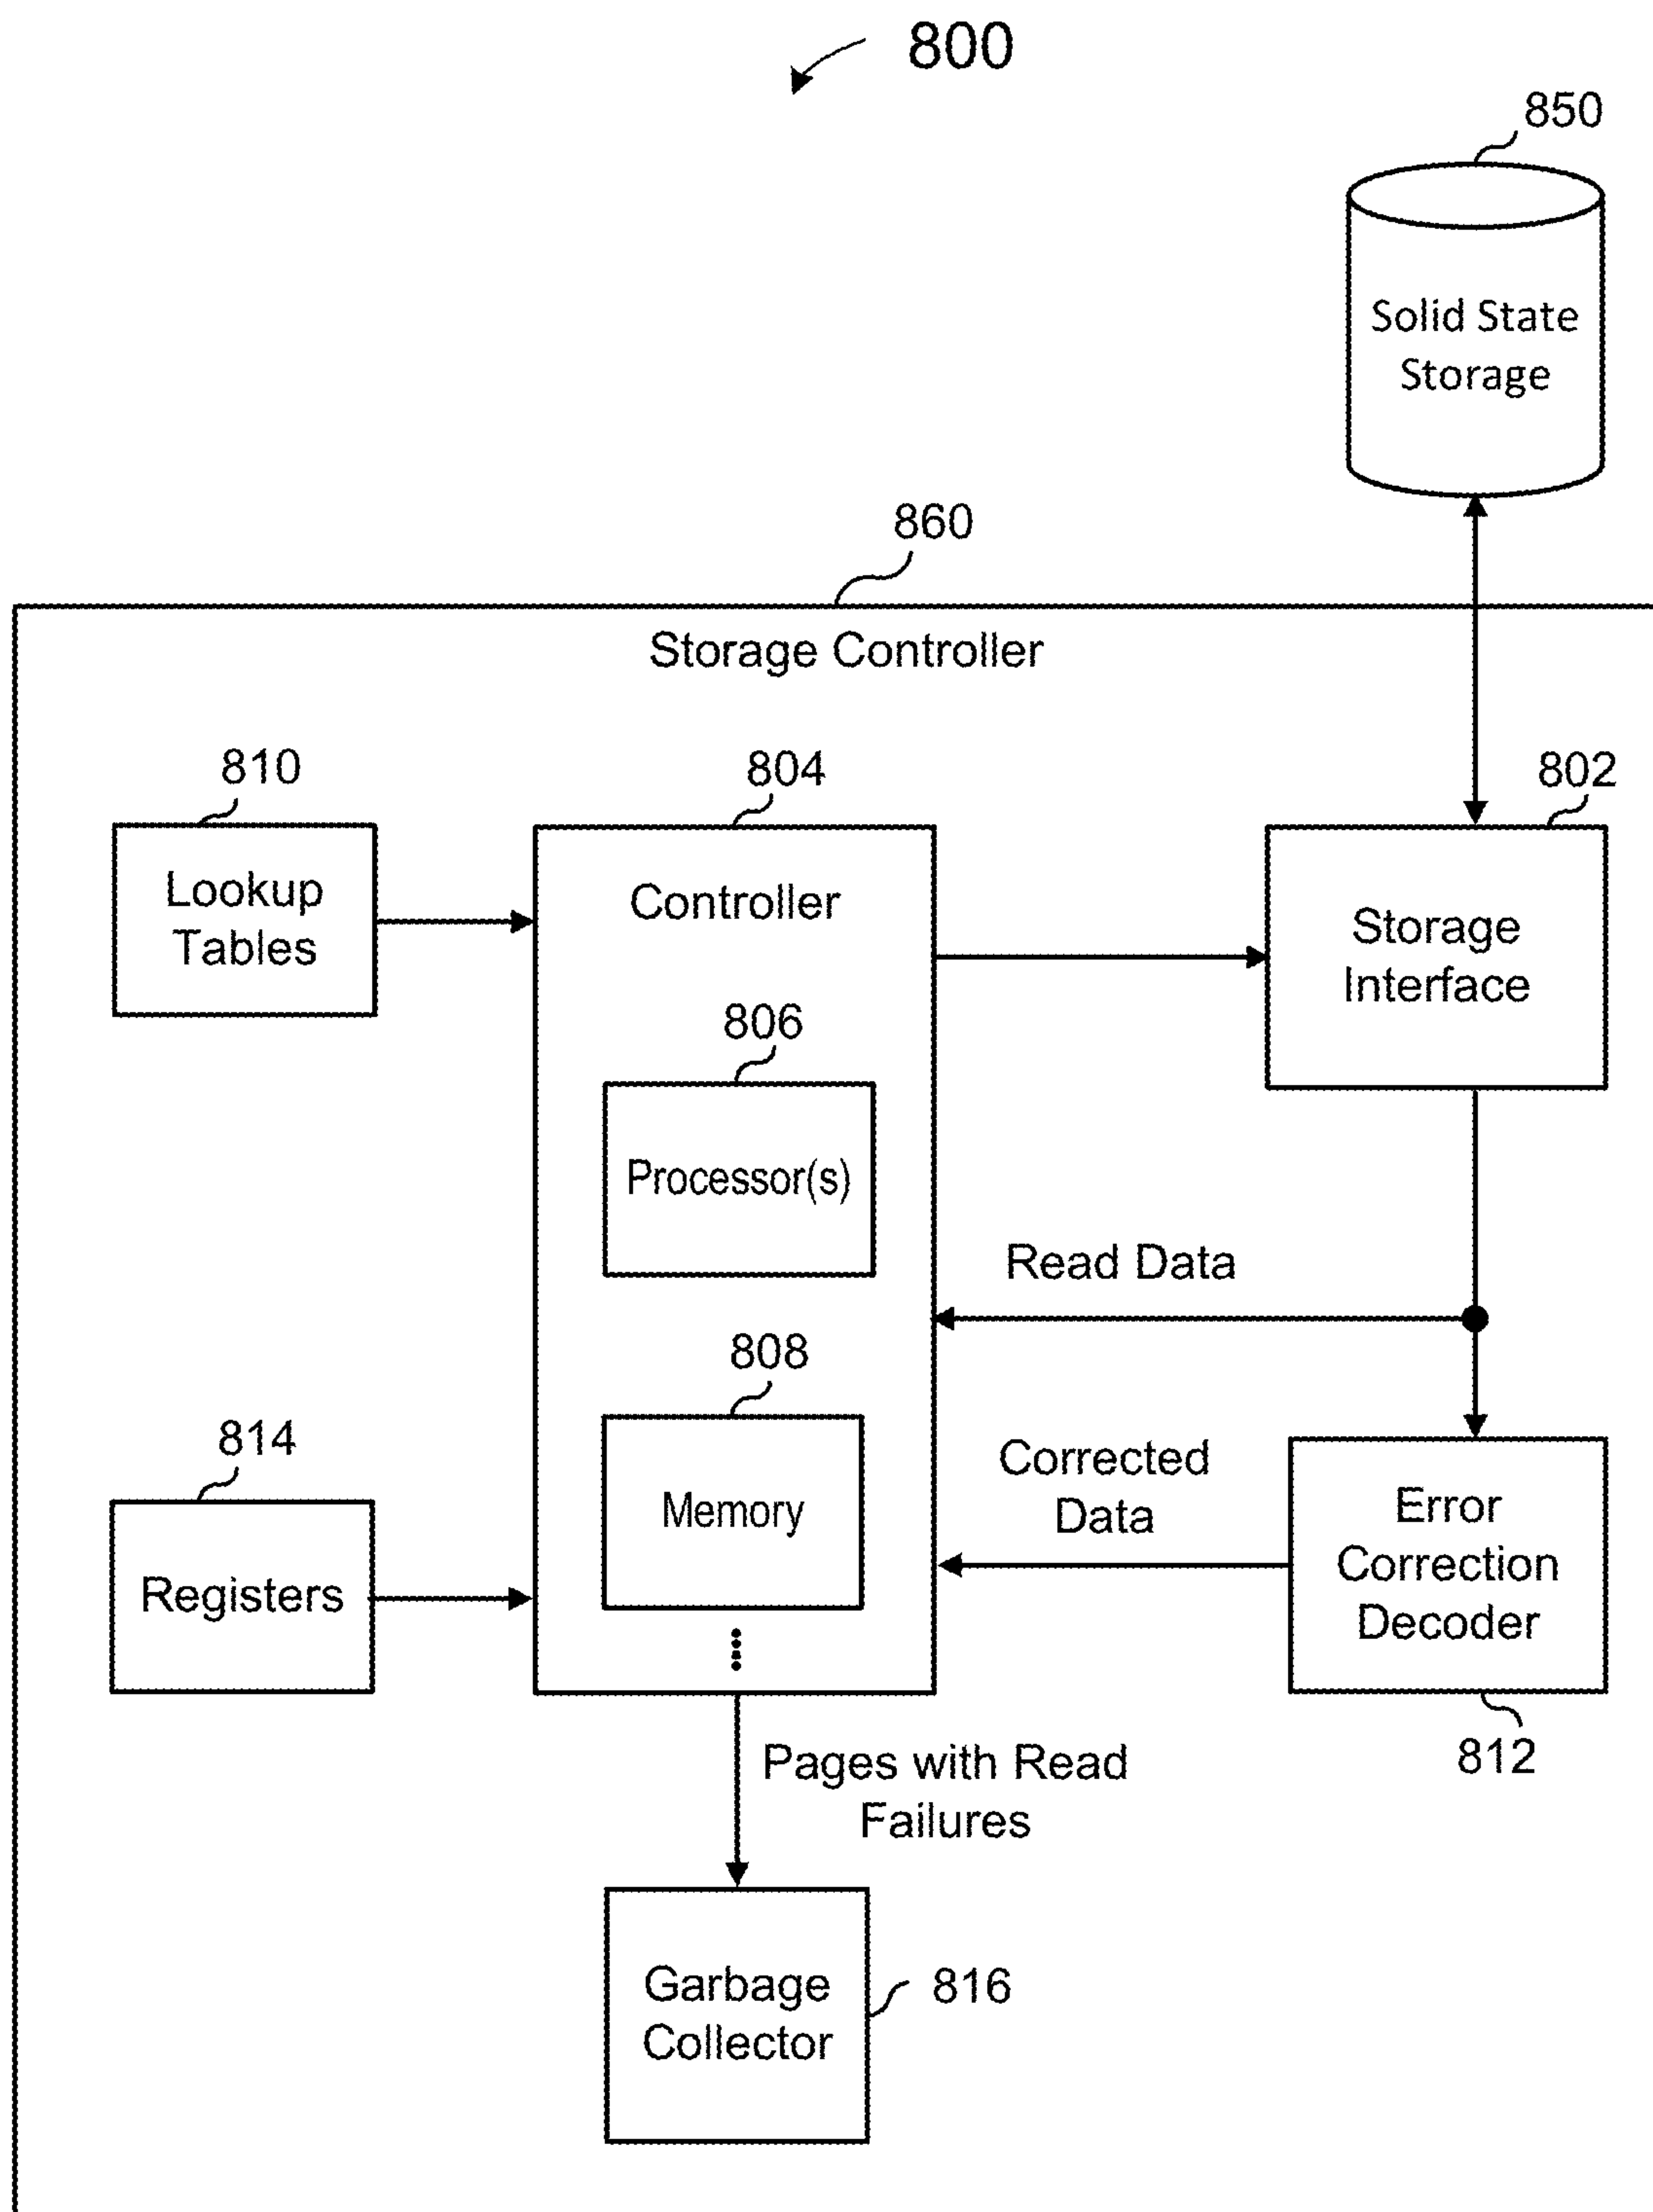 800
850
Solid State
Storage
860
Storage Controller
810
804
802
Lookup
Tables
Controller
Storage
Interface
806
Processor(s)
Read Data
808
814
Corrected
Data
Memory
Error
Correction
Decoder
Registers
812
Pages with Read
Failures
Garbage
Collector
816